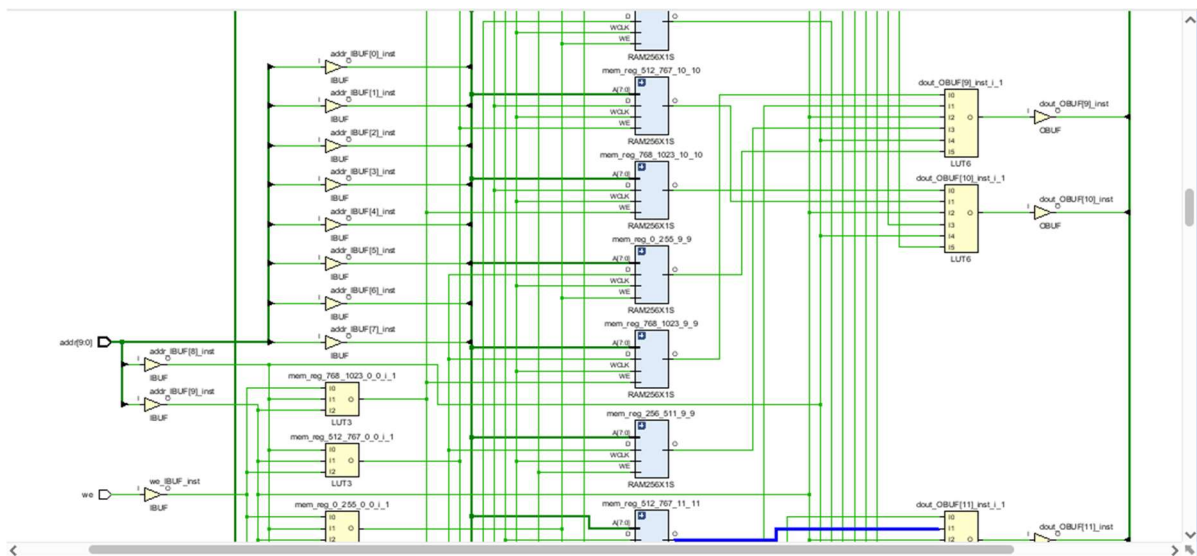 D
WCLK
WE
RAM256X1S
addr_IBUF[0]_inst
I
O
IBUF
addr_IBUF[1]_inst
I
O
IBUF
addr_IBUF[2]_inst
I
O
IBUF
addr_IBUF[3]_inst
I
O
IBUF
addr_IBUF[4]_inst
I
O
IBUF
addr_IBUF[5]_inst
I
O
IBUF
addr_IBUF[6]_inst
I
O
IBUF
addr_IBUF[7]_inst
I
O
IBUF
addr[9:0]
addr_IBUF[8]_inst
I
O
IBUF
addr_IBUF[9]_inst
I
O
IBUF
we
we_IBUF_inst
I
O
IBUF
mem_reg_768_1023_0_0_i_1
I0
I1
I2
O
LUT3
mem_reg_512_767_0_0_i_1
I0
I1
I2
O
LUT3
mem_reg_0_255_0_0_i_1
I0
I1
I2
O
mem_reg_512_767_10_10
A[7:0]
D
WCLK
WE
O
RAM256X1S
mem_reg_768_1023_10_10
A[7:0]
D
WCLK
WE
O
RAM256X1S
mem_reg_0_255_9_9
A[7:0]
D
WCLK
WE
O
RAM256X1S
mem_reg_768_1023_9_9
A[7:0]
D
WCLK
WE
O
RAM256X1S
mem_reg_256_511_9_9
A[7:0]
D
WCLK
WE
O
RAM256X1S
mem_reg_512_767_11_11
A[7:0]
D
O
dout_OBUF[9]_inst_i_1
I0
I1
I2
I3
I4
I5
O
LUT6
dout_OBUF[9]_inst
I
O
OBUF
dout_OBUF[10]_inst_i_1
I0
I1
I2
I3
I4
I5
O
LUT6
dout_OBUF[10]_inst
I
O
OBUF
dout_OBUF[11]_inst_i_1
I0
I1
I2
O
dout_OBUF[11]_inst
I
O